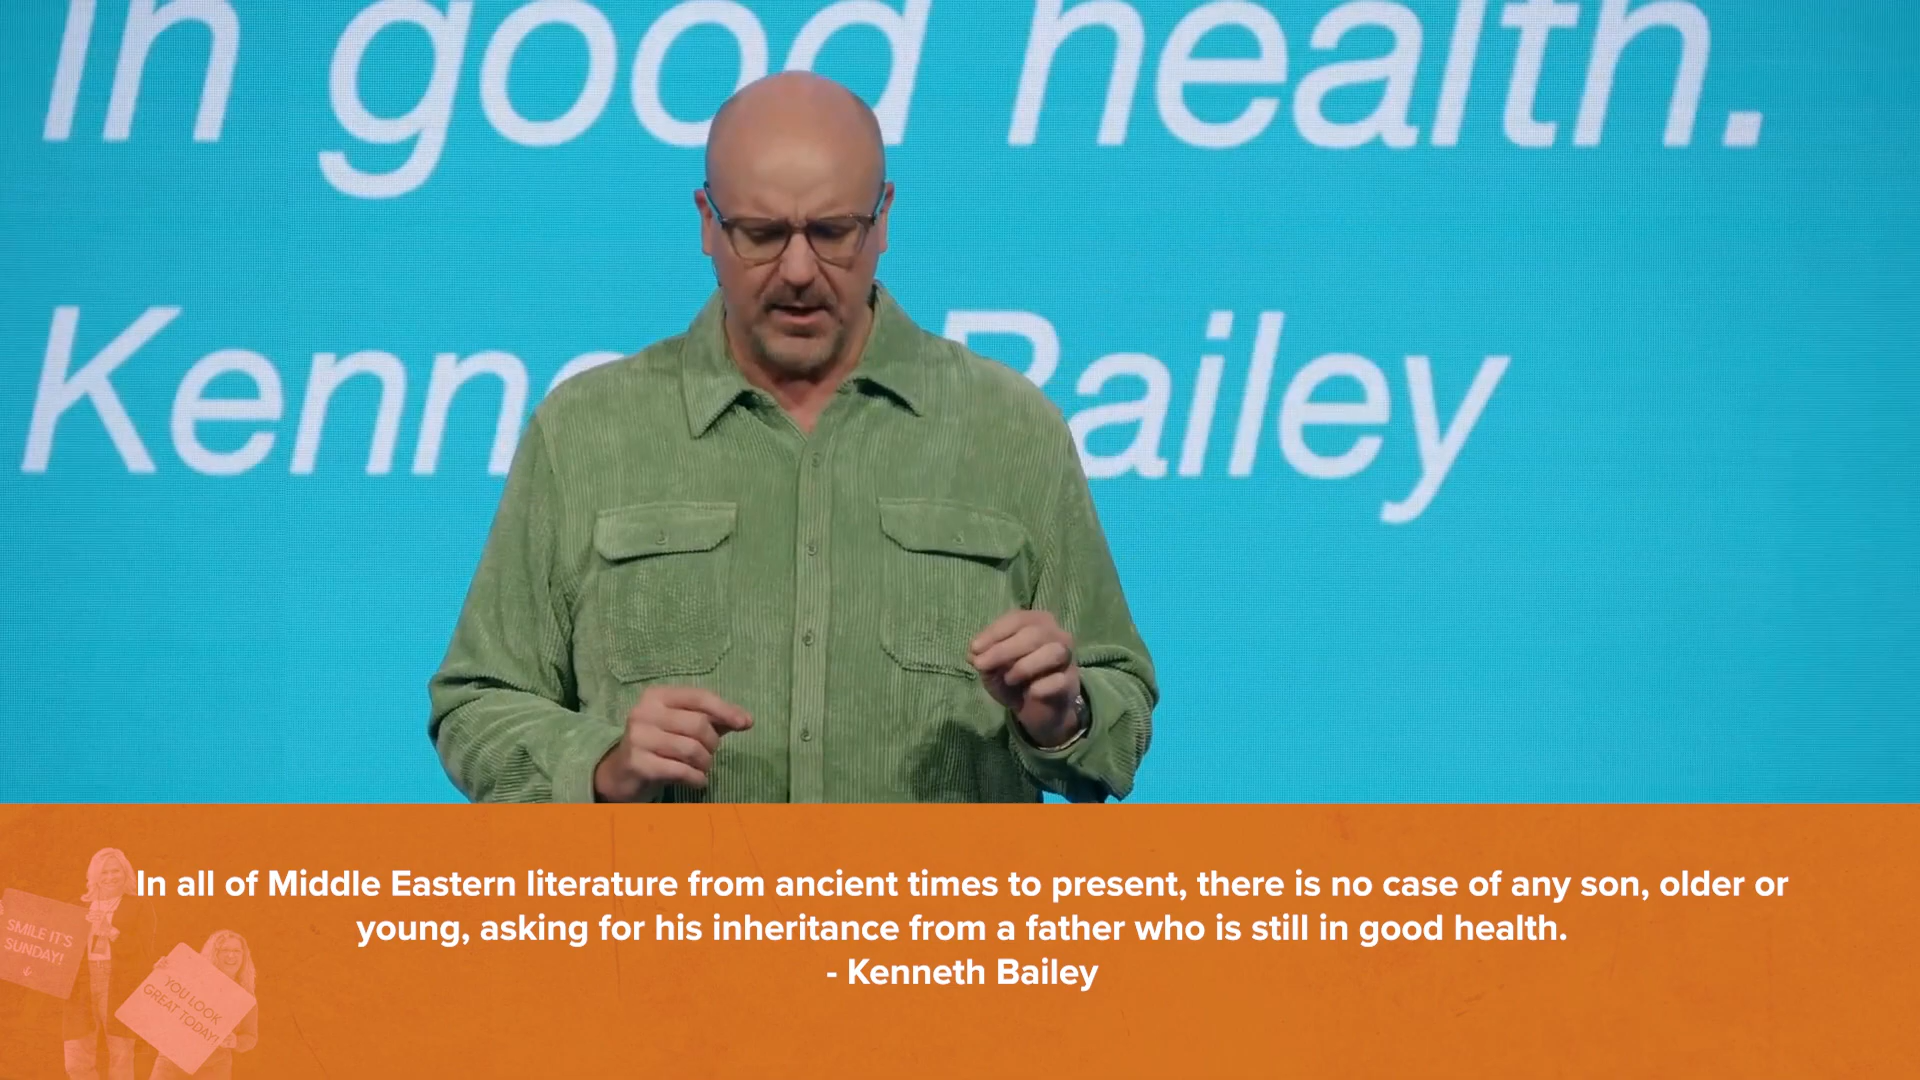 in good health.
Kenne Bailey
In all of Middle Eastern literature from ancient times to present, there is no case of any son, older or
young, asking for his inheritance from a father who is still in good health.
- Kenneth Bailey
SMILE IT'S
SUNDAY!
YOU LOOK
GREAT TODAY!